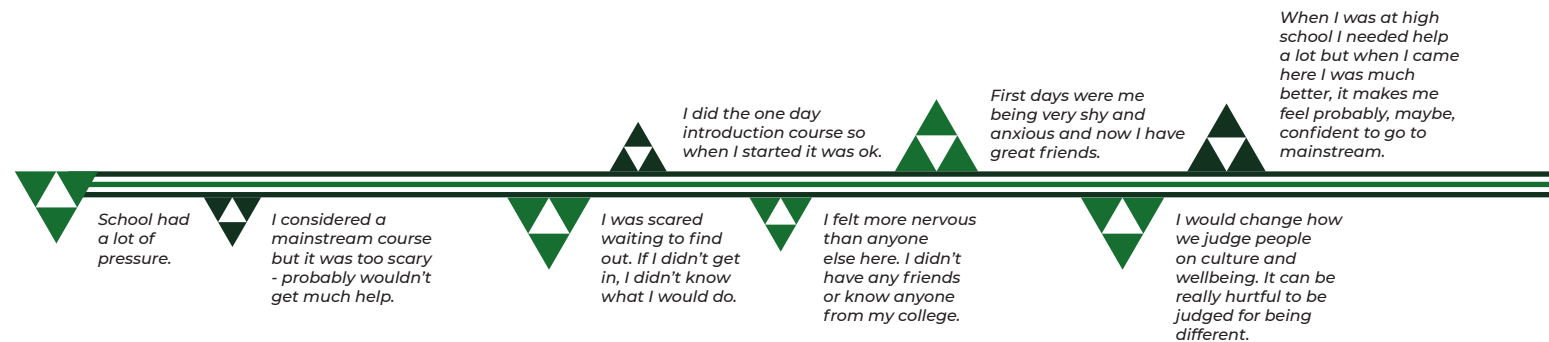 School had
a lot of
pressure.
I considered a
mainstream course
but it was too scary
- probably wouldn't
get much help.
I was scared
waiting to find
out. If I didn't get
in, I didn't know
what I would do.
I did the one day
introduction course so
when I started it was ok.
I felt more nervous
than anyone
else here. I didn't
have any friends
or know anyone
from my college.
First days were me
being very shy and
anxious and now I have
great friends.
I would change how
we judge people
on culture and
wellbeing. It can be
really hurtful to be
judged for being
different.
When I was at high
school I needed help
a lot but when I came
here I was much
better, it makes me
feel probably, maybe,
confident to go to
mainstream.